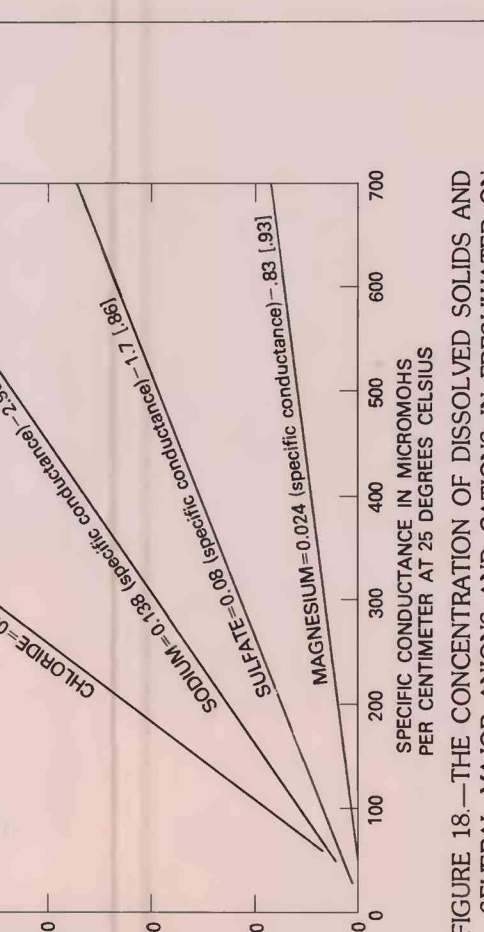 CHLORIDE=0.
SODIUM=0.138 (specific conductance)-2.9
SULFATE=0.08 (specific conductance)-1.7 [.86]
MAGNESIUM=0.024 (specific conductance)-.83 [.93]
0
0
0
0
0 100 200 300 400 500 600 700
SPECIFIC CONDUCTANCE IN MICROMOHS
PER CENTIMETER AT 25 DEGREES CELSIUS
FIGURE 18.—THE CONCENTRATION OF DISSOLVED SOLIDS AND
SEVERAL MAJOR ANIONS AND CATIONS IN FRESHWATER ON